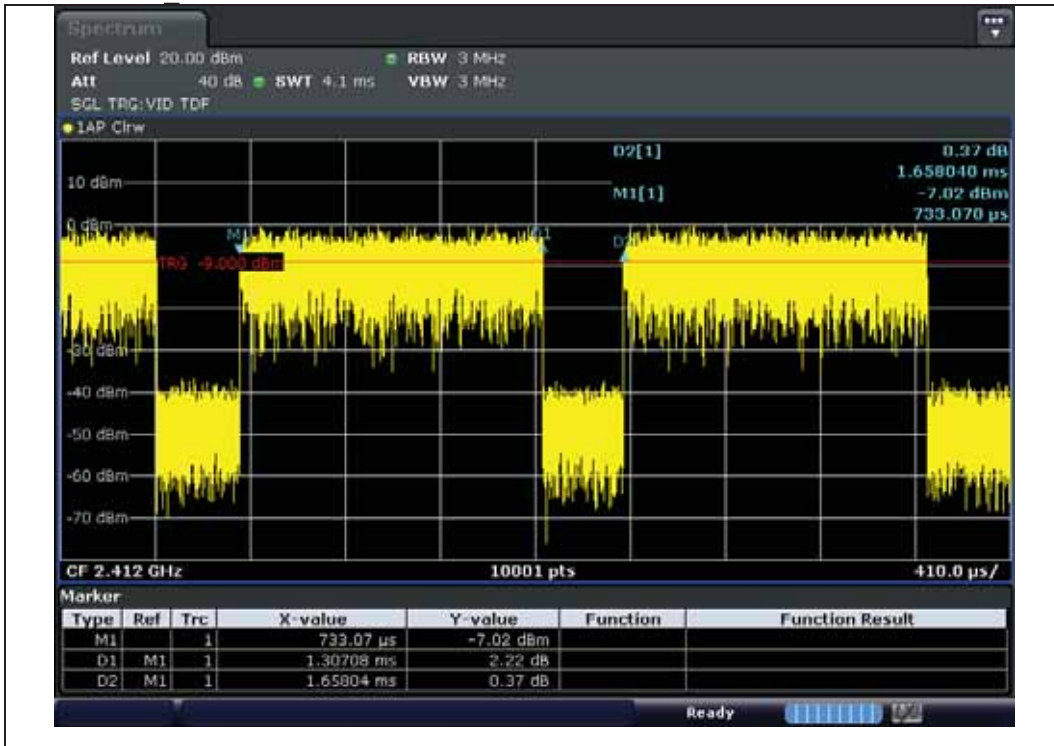 Spectrum
Ref Level 20.00 dBm RBW 3 MHz
Att 40 dB SWT 4.1 ms VBW 3 MHz
SGL TRG:VID TDF
1AP Clrw
D2[1] 0.37 dB
1.658040 ms
10 dBm
M1[1] -7.02 dBm
733.070 µs
0 dBm
M1 D1 D2
TRG -9.000 dBm
-30 dBm
-40 dBm
-50 dBm
-60 dBm
-70 dBm
CF 2.412 GHz 10001 pts 410.0 µs/
Marker
Type Ref Trc X-value Y-value Function Function Result
M1 1 733.07 µs -7.02 dBm
D1 M1 1 1.30708 ms 2.22 dB
D2 M1 1 1.65804 ms 0.37 dB
Ready